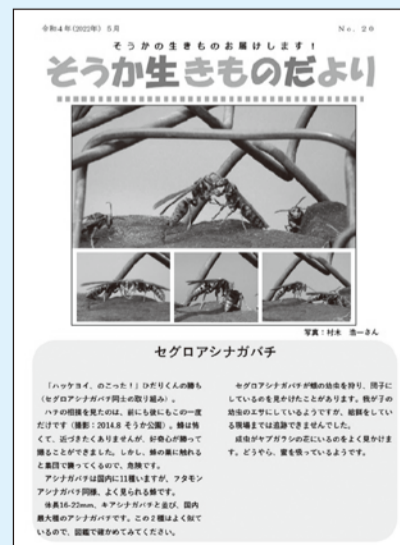 令和4年(2022年) 5月
No. 26
そうかの生きものお届けします！
そうか生きものだより
写真：村木 浩一さん
セグロアシナガバチ
「ハッケヨイ、のこった！」ひだりくんの勝ち
(セグロアシナガバチ同士の取り組み)。
ハチの相撲を見たのは、前にも後にもこの一度
だけです（撮影：2014.8 そうか公園）。蜂は怖
くて、近づきたくありませんが、好奇心が勝って
撮ることができました。しかし、蜂の巣に触れる
と集団で襲ってくるので、危険です。
アシナガバチは国内に11種いますが、フタモン
アシナガバチ同様、よく見られる蜂です。
体長16-22mm、キアシナガバチと並び、国内
最大種のアシナガバチです。この2種はよく似て
いるので、図鑑で確かめてみてください。
セグロアシナガバチが蝶の幼虫を狩り、団子に
しているのを見かけたことがあります。我が子の
幼虫のエサにしているようですが、給餌をしてい
る現場までは追跡できませんでした。
成虫がヤブガラシの花にいるのをよく見かけま
す。どうやら、蜜を吸っているようです。